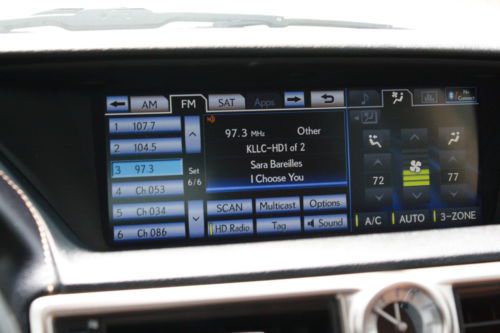 AM FM SAT Apps
No Connect
1 107.7
2 104.5
3 97.3
4 Ch 053
5 Ch 034
6 Ch 086
Set
6/6
97.3 MHz Other
KLLC-HD1 of 2
Sara Bareilles
I Choose You
SCAN Multicast Options
HD Radio Tag Sound
72 77
A/C AUTO 3-ZONE